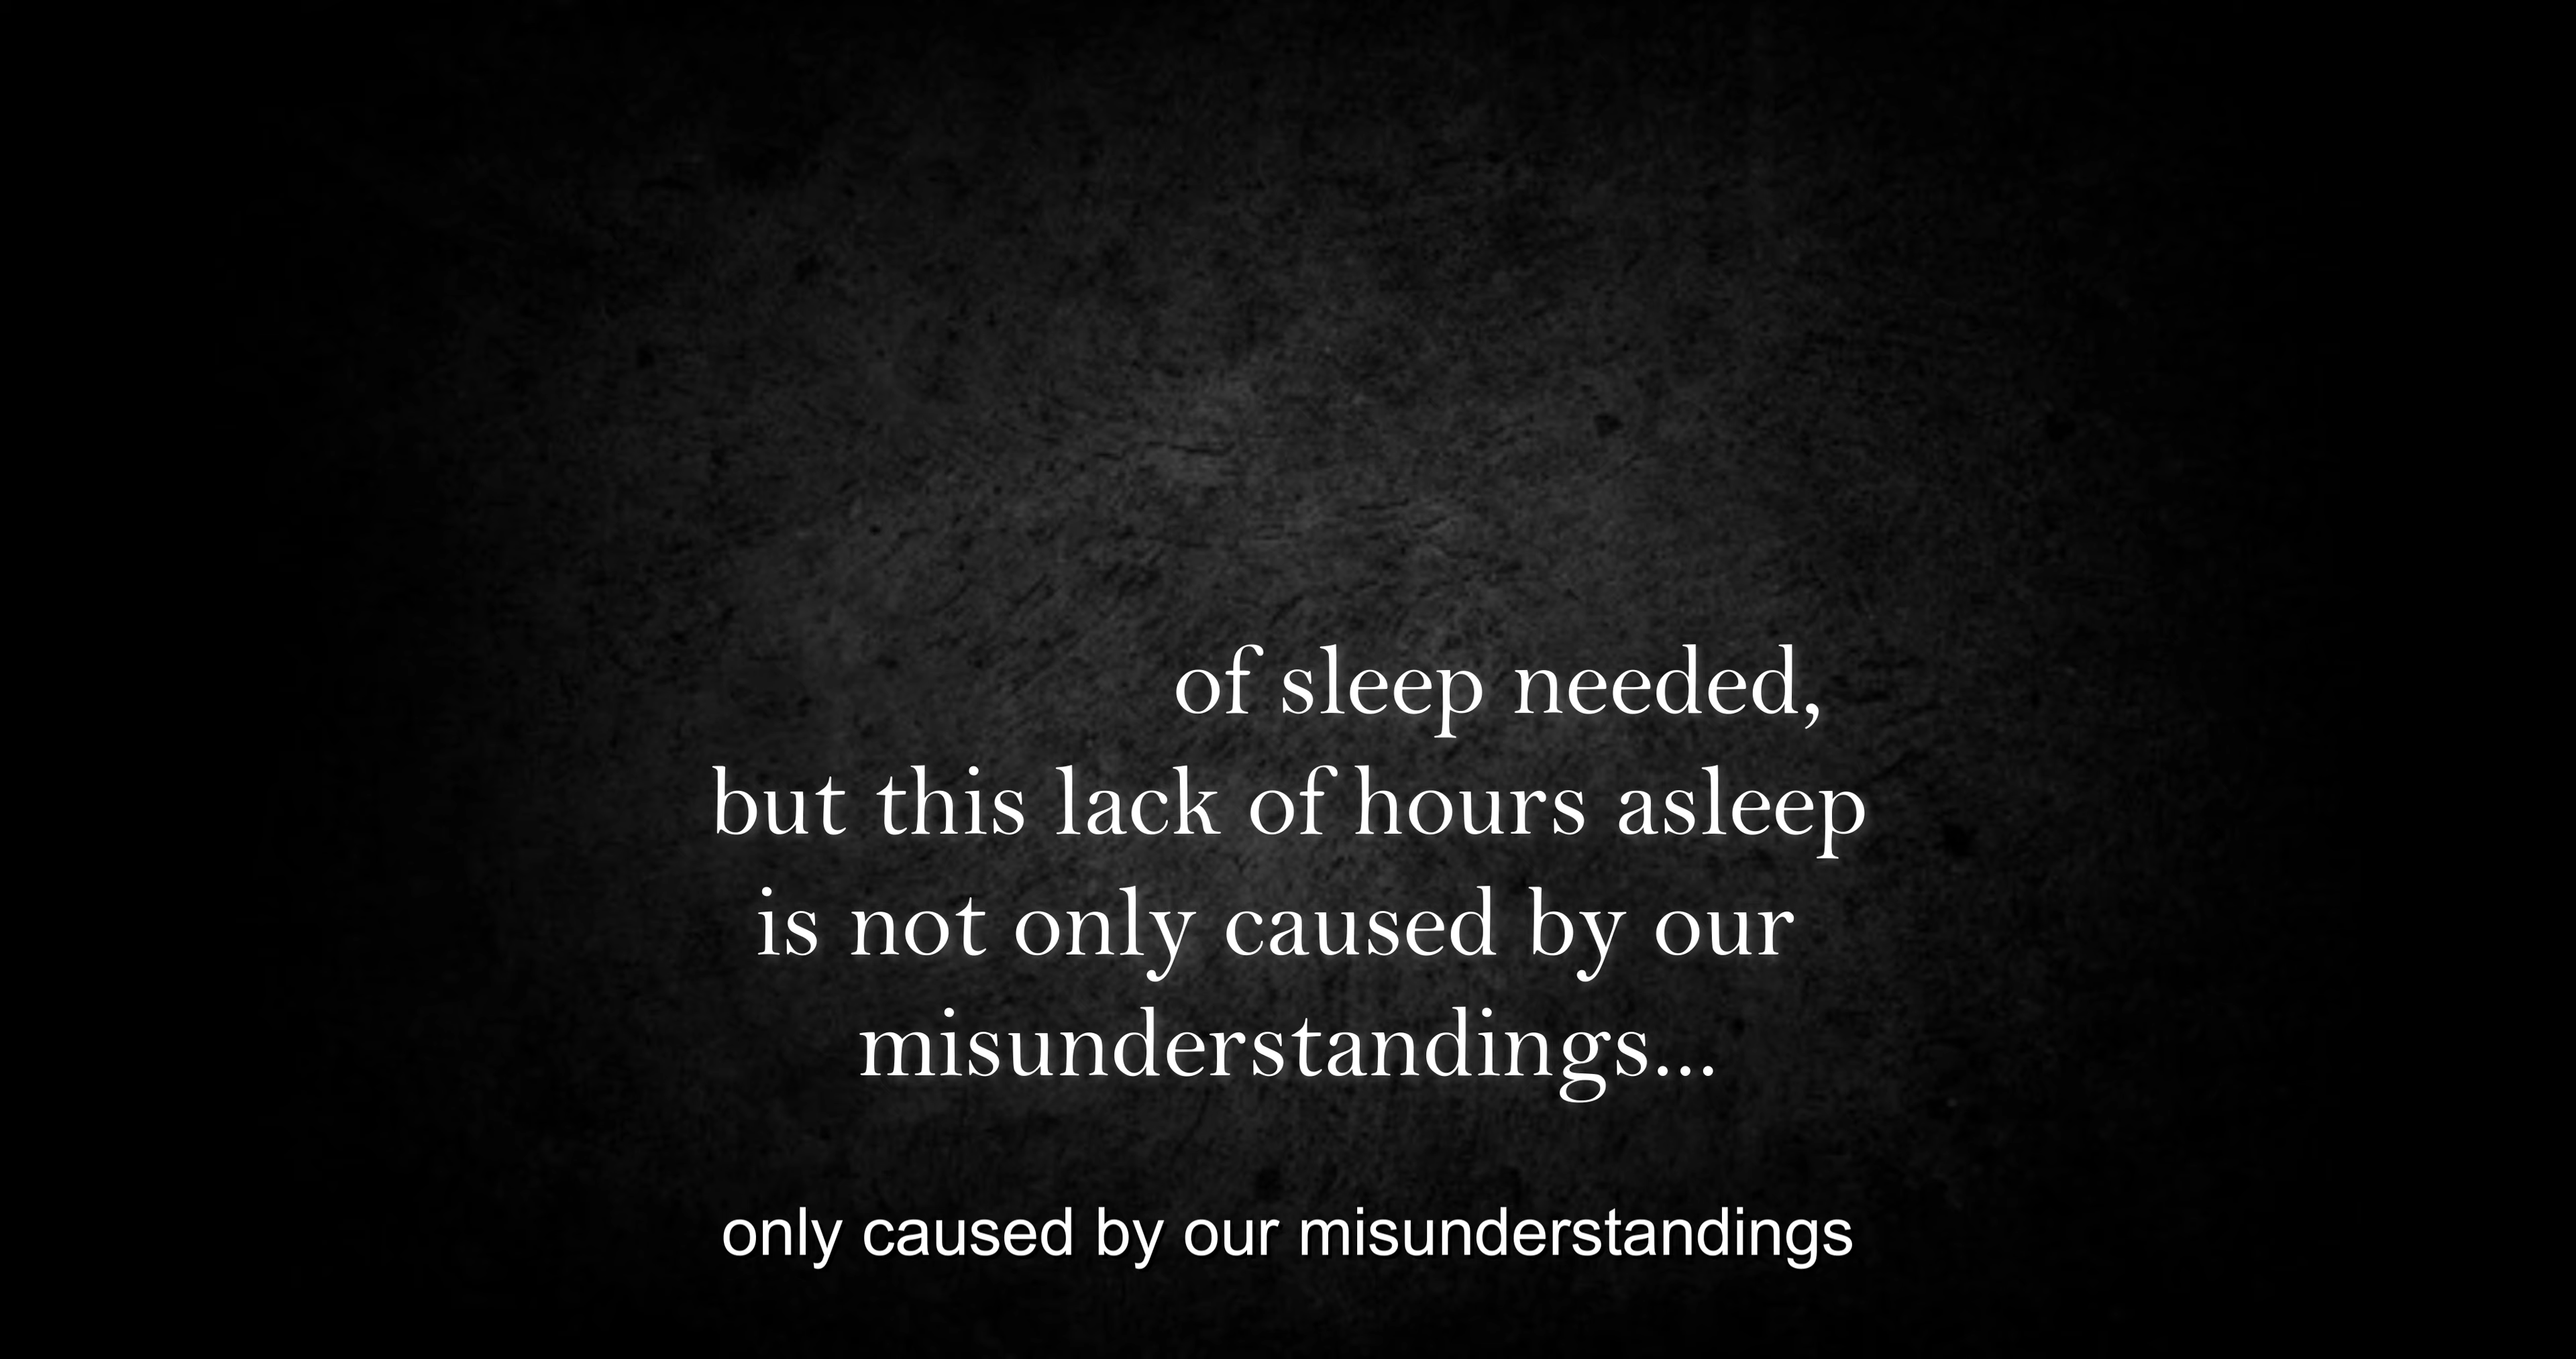 of sleep needed,
but this lack of hours asleep
is not only caused by our
misunderstandings...
only caused by our misunderstandings